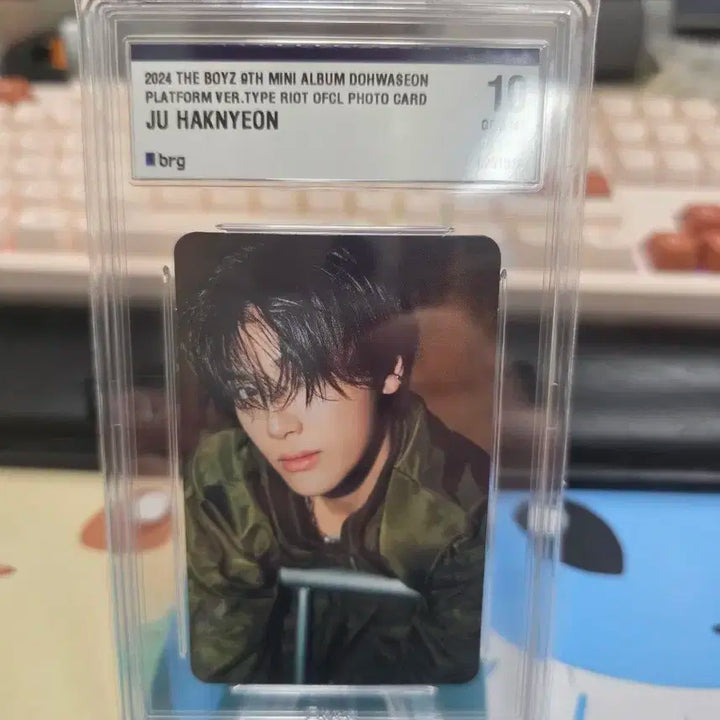 2024 THE BOYZ 9TH MINI ALBUM DOHWASEON
PLATFORM VER.TYPE RIOT OFCL PHOTO CARD
JU HAKNYEON
10
brg